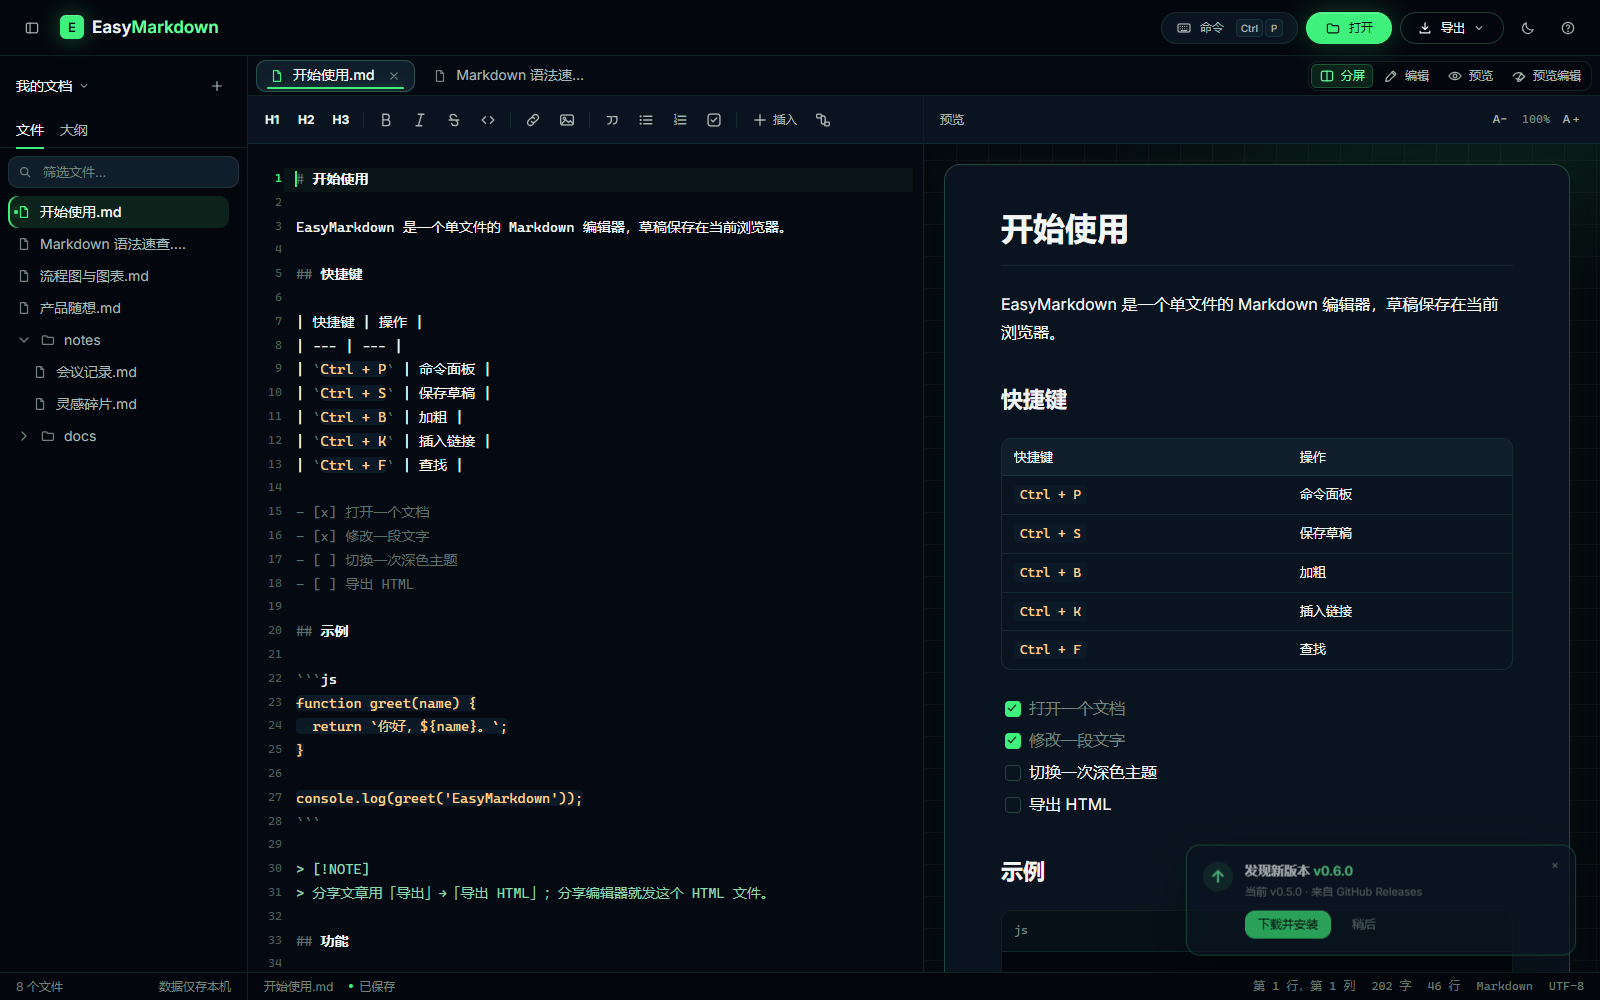 E EasyMarkdown
命令 Ctrl P 打开 导出
我的文档
文件 大纲
筛选文件...
开始使用.md
Markdown 语法速查....
流程图与图表.md
产品随想.md
notes
会议记录.md
灵感碎片.md
docs
8 个文件 数据仅存本机
开始使用.md Markdown 语法速...
分屏 编辑 预览 预览编辑
H1 H2 H3 B I S 插入
1 # 开始使用
2
3 EasyMarkdown 是一个单文件的 Markdown 编辑器，草稿保存在当前浏览器。
4
5 ## 快捷键
6
7 | 快捷键 | 操作 |
8 | --- | --- |
9 | `Ctrl + P` | 命令面板 |
10 | `Ctrl + S` | 保存草稿 |
11 | `Ctrl + B` | 加粗 |
12 | `Ctrl + K` | 插入链接 |
13 | `Ctrl + F` | 查找 |
14
15 - [x] 打开一个文档
16 - [x] 修改一段文字
17 - [ ] 切换一次深色主题
18 - [ ] 导出 HTML
19
20 ## 示例
21
22 ```js
23 function greet(name) {
24   return `你好，${name}。`;
25 }
26
27 console.log(greet('EasyMarkdown'));
28 ```
29
30 > [!NOTE]
31 > 分享文章用「导出」→「导出 HTML」；分享编辑器就发这个 HTML 文件。
32
33 ## 功能
34
预览 A− 100% A+
开始使用
EasyMarkdown 是一个单文件的 Markdown 编辑器，草稿保存在当前
浏览器。
快捷键
快捷键 操作
Ctrl + P 命令面板
Ctrl + S 保存草稿
Ctrl + B 加粗
Ctrl + K 插入链接
Ctrl + F 查找
打开一个文档
修改一段文字
切换一次深色主题
导出 HTML
示例
js
发现新版本 v0.6.0 ×
当前 v0.5.0 · 来自 GitHub Releases
下载并安装 稍后
开始使用.md • 已保存
第 1 行，第 1 列 202 字 46 行 Markdown UTF-8